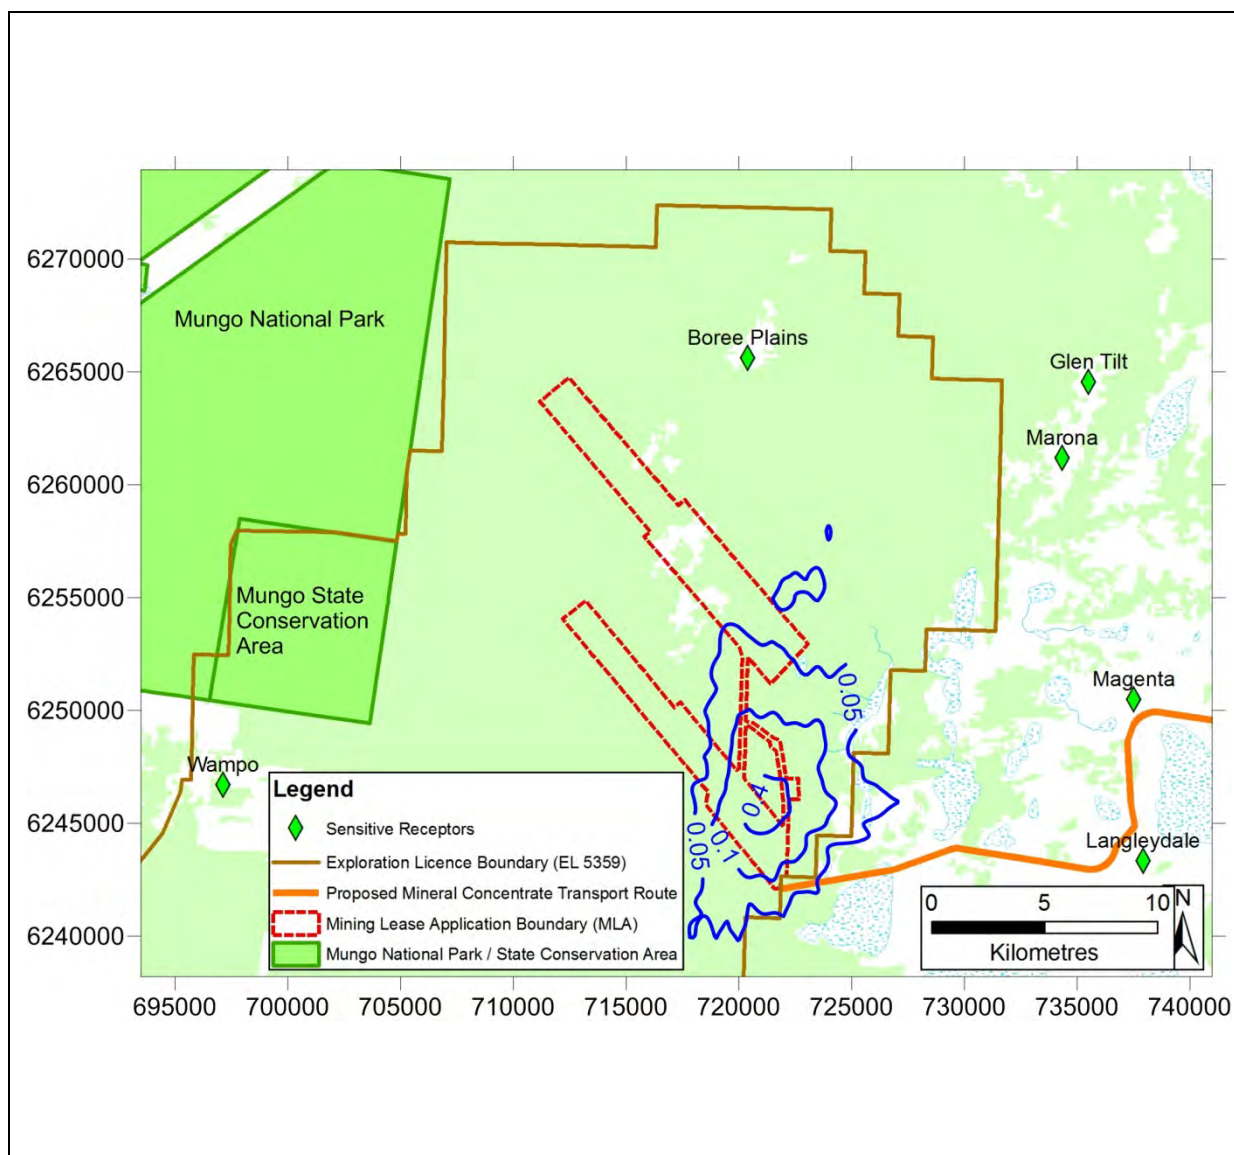 6270000
6265000
6260000
6255000
6250000
6245000
6240000
Mungo National Park
Boree Plains
Glen Tilt
Marona
Mungo State
Conservation
Area
Magenta
Wampo
Langleydale
0.05
0.05
0.1
0.4
Legend
Sensitive Receptors
Exploration Licence Boundary (EL 5359)
Proposed Mineral Concentrate Transport Route
Mining Lease Application Boundary (MLA)
Mungo National Park / State Conservation Area
0 5 10
Kilometres
N
695000 700000 705000 710000 715000 720000 725000 730000 735000 740000